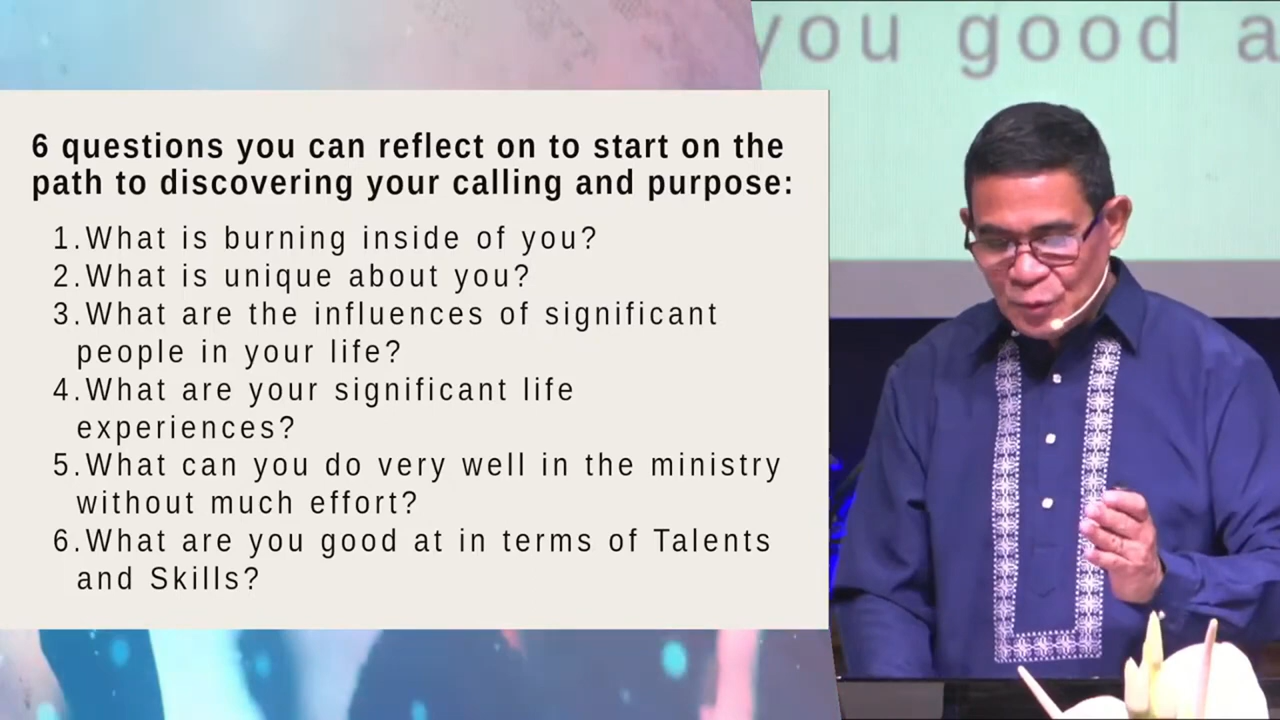 you good a
6 questions you can reflect on to start on the
path to discovering your calling and purpose:
1.What is burning inside of you?
2.What is unique about you?
3.What are the influences of significant
people in your life?
4.What are your significant life
experiences?
5.What can you do very well in the ministry
without much effort?
6.What are you good at in terms of Talents
and Skills?